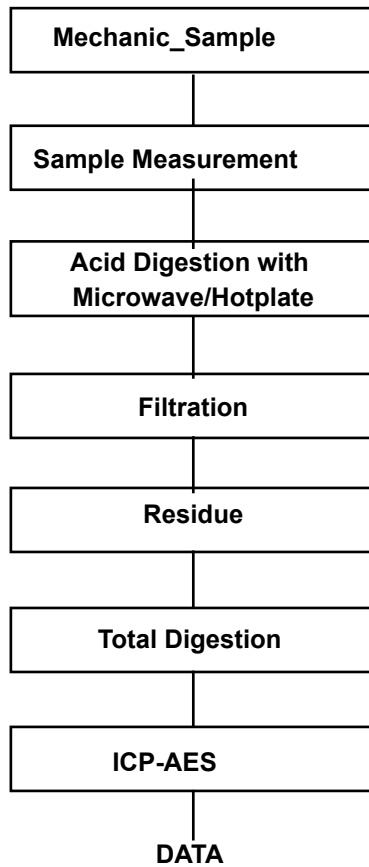 Mechanic_Sample
Sample Measurement
Acid Digestion with
Microwave/Hotplate
Filtration
Residue
Total Digestion
ICP-AES
DATA